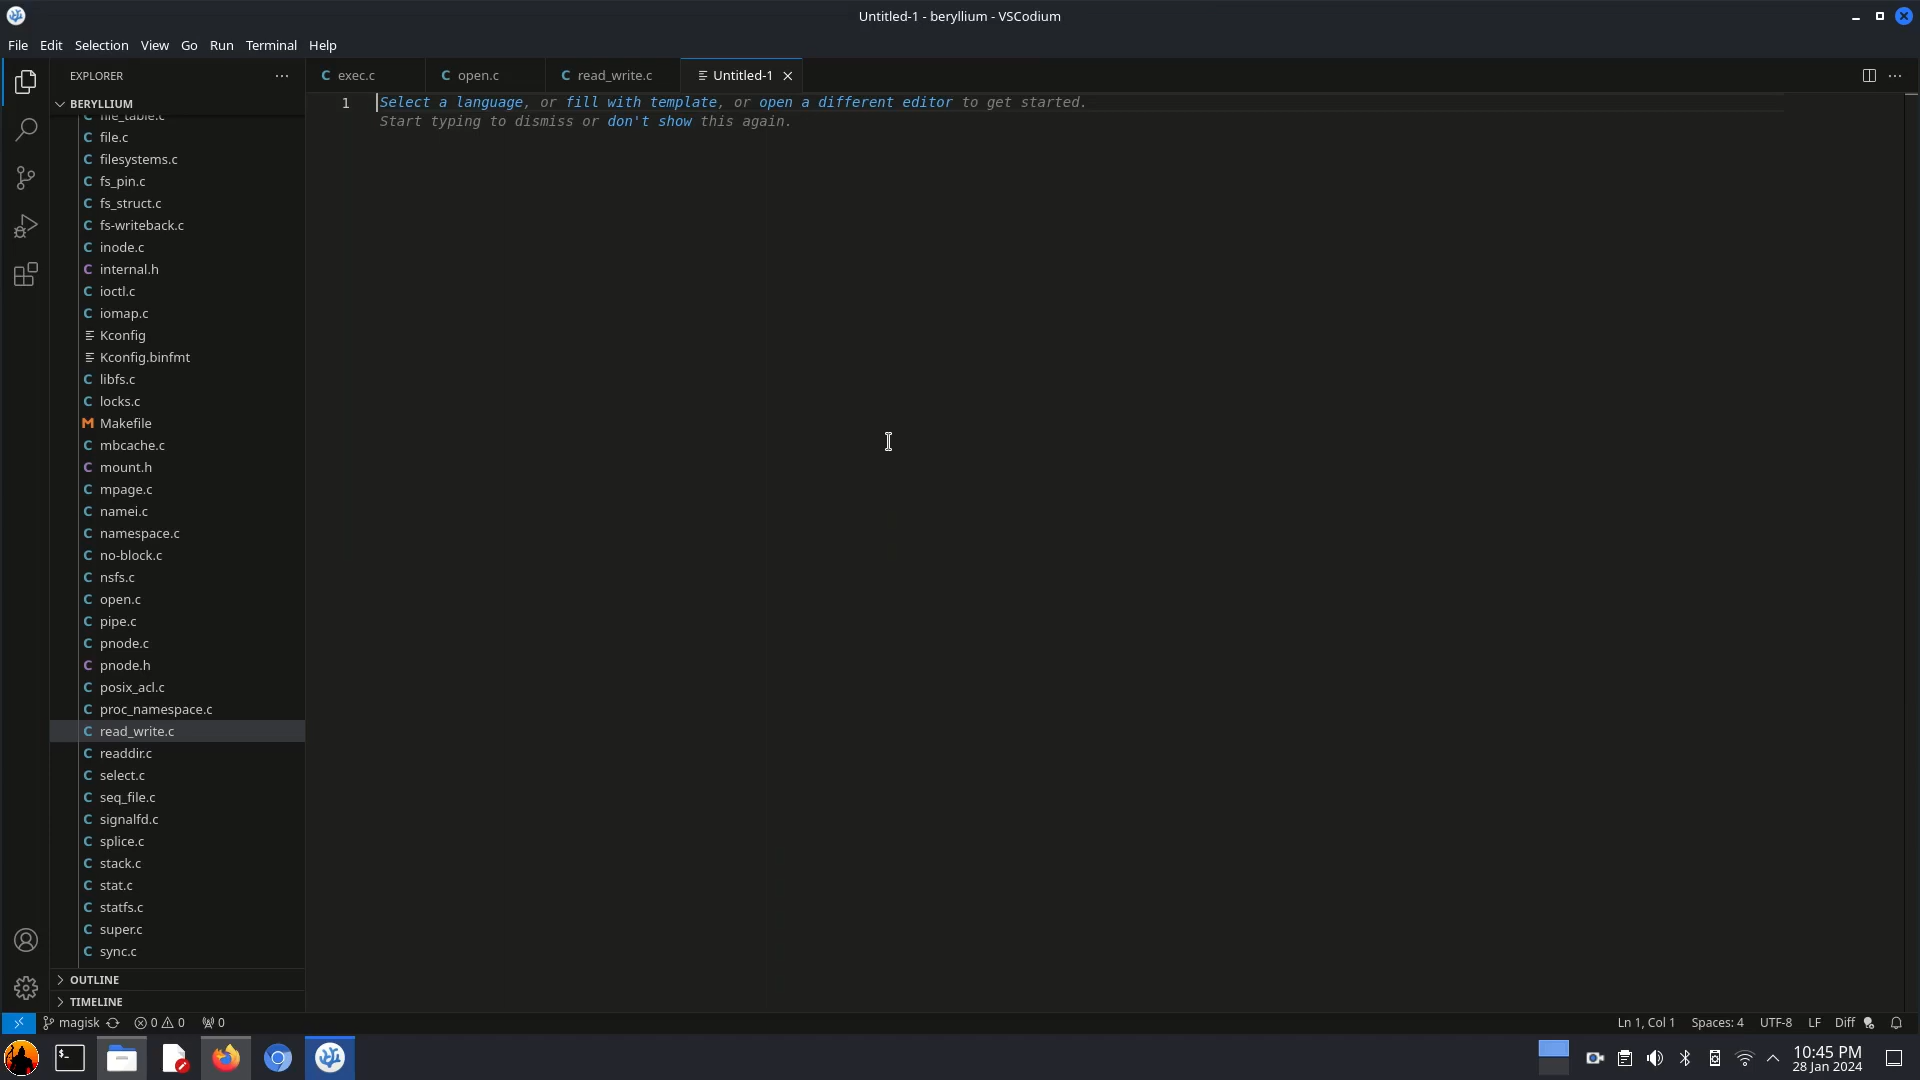 Untitled-1 - beryllium - VSCodium
File Edit Selection View Go Run Terminal Help
EXPLORER
exec.c
open.c
read_write.c
Untitled-1
BERYLLIUM
file_table.c
file.c
filesystems.c
fs_pin.c
fs_struct.c
fs-writeback.c
inode.c
internal.h
ioctl.c
iomap.c
Kconfig
Kconfig.binfmt
libfs.c
locks.c
Makefile
mbcache.c
mount.h
mpage.c
namei.c
namespace.c
no-block.c
nsfs.c
open.c
pipe.c
pnode.c
pnode.h
posix_acl.c
proc_namespace.c
read_write.c
readdir.c
select.c
seq_file.c
signalfd.c
splice.c
stack.c
stat.c
statfs.c
super.c
sync.c
OUTLINE
TIMELINE
1 Select a language, or fill with template, or open a different editor to get started.
Start typing to dismiss or don't show this again.
magisk 0 0 0
Ln 1, Col 1 Spaces: 4 UTF-8 LF Diff
10:45 PM
28 Jan 2024